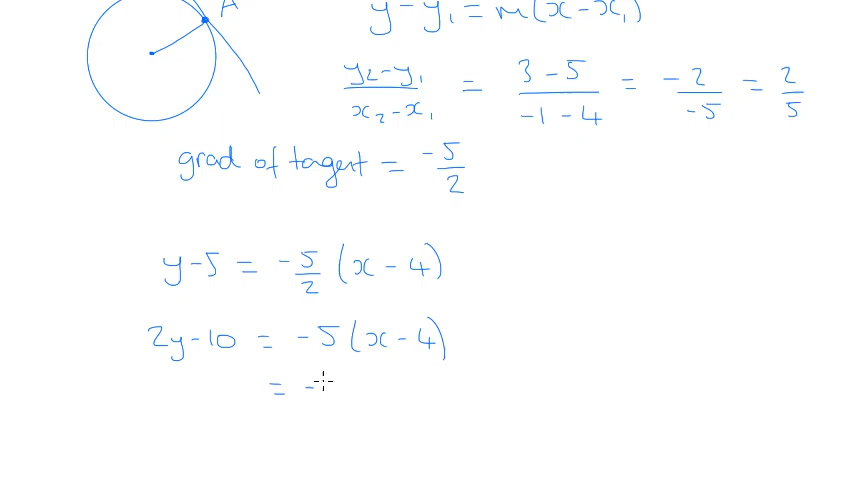 A
y - y₁ = m(x - x₁)
y₂ - y₁ / x₂ - x₁ = 3 - 5 / -1 - 4 = -2 / -5 = 2 / 5
grad of tagent = -5 / 2
y - 5 = -5/2 (x - 4)
2y - 10 = -5(x - 4)
= -